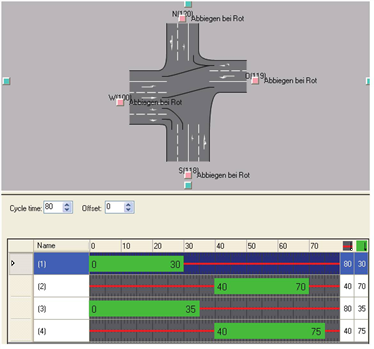 N(120)
Abbiegen bei Rot
O(119)
Abbiegen bei Rot
W(100)
Abbiegen bei Rot
S(118)
Abbiegen bei Rot
Cycle time: 80 Offset: 0
Name 0 10 20 30 40 50 60 70
(1) 0 30 80 30
(2) 40 70 40 70
(3) 0 35 80 35
(4) 40 75 40 75